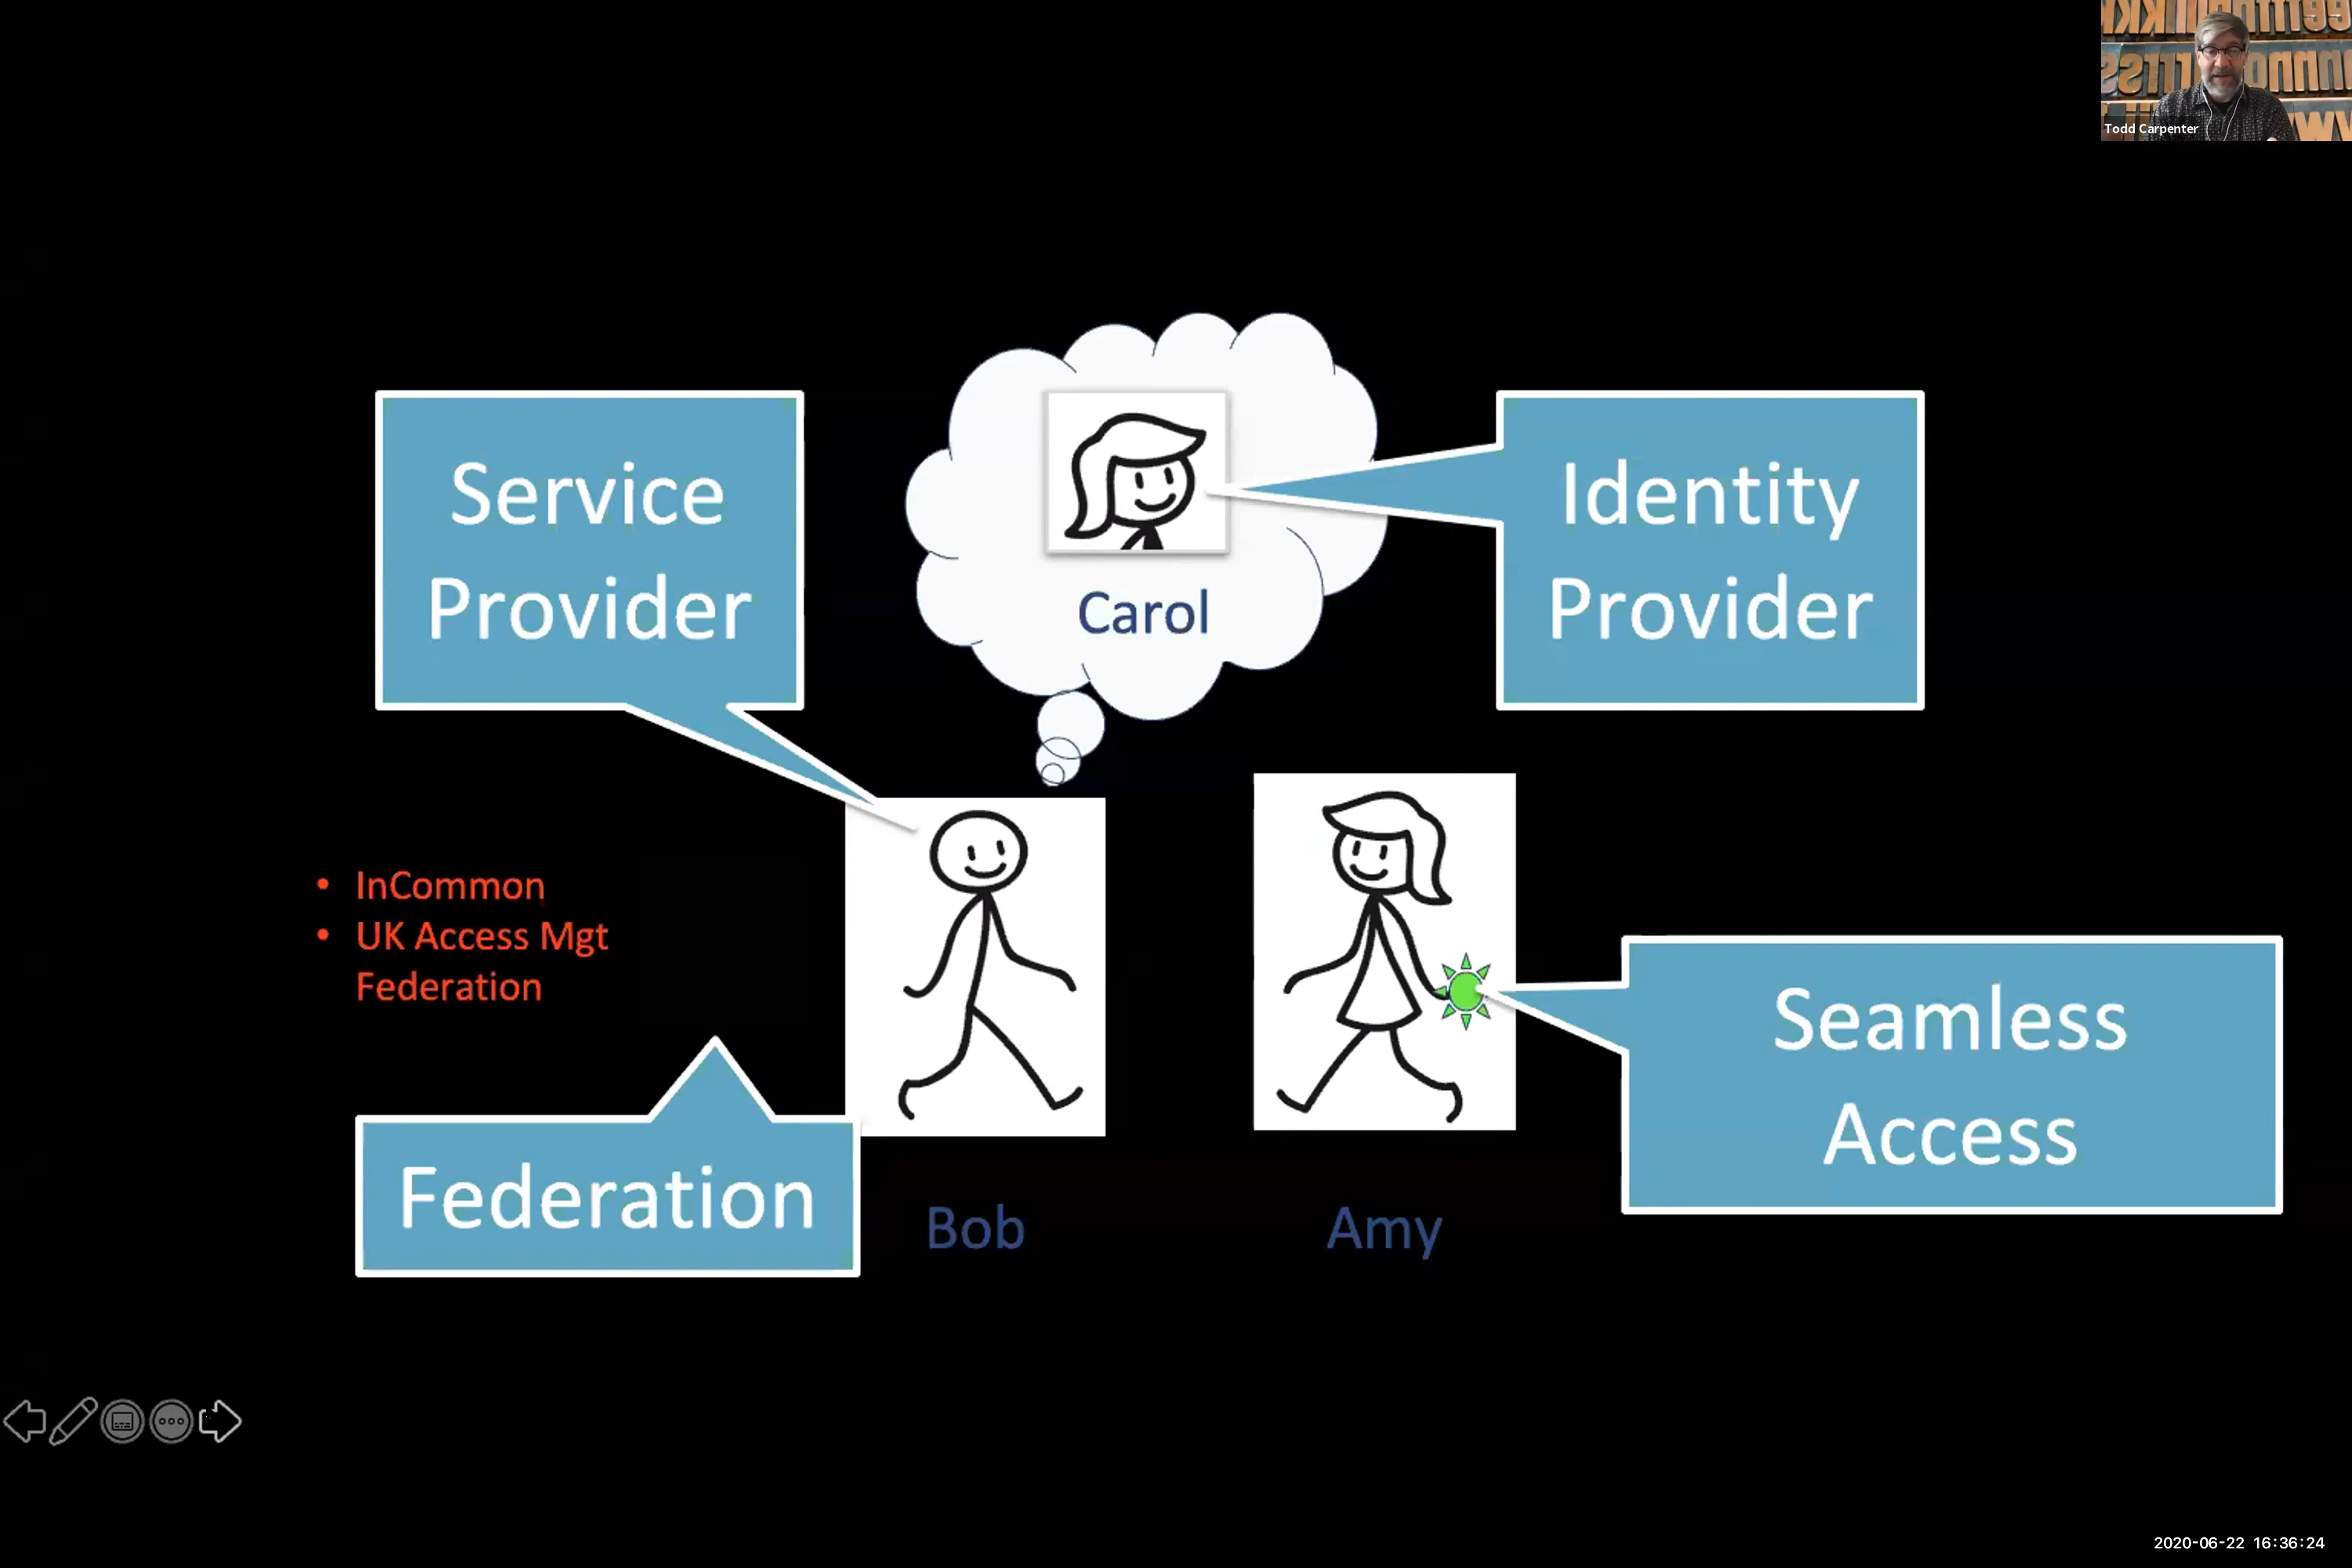 Todd Carpenter
Service
Provider
Carol
Identity
Provider
• InCommon
• UK Access Mgt
Federation
Seamless
Access
Federation
Bob
Amy
2020-06-22 16:36:24